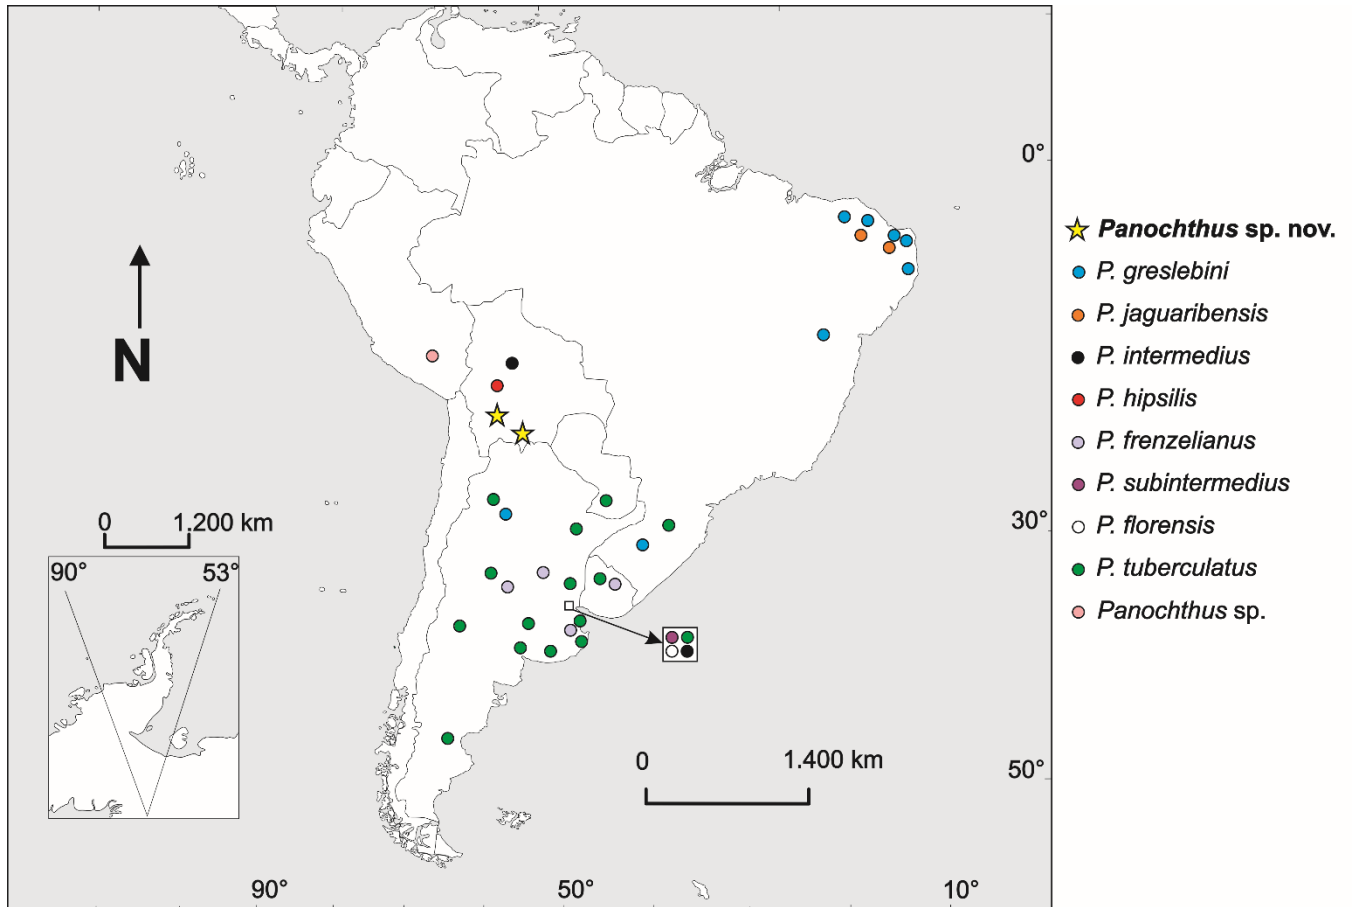 0°
Panochthus sp. nov.
P. greslebini
P. jaguaribensis
P. intermedius
P. hipsilis
P. frenzelianus
P. subintermedius
P. florensis
P. tuberculatus
Panochthus sp.
N
0 1.200 km
30°
90° 53°
0 1.400 km
50°
90° 50° 10°